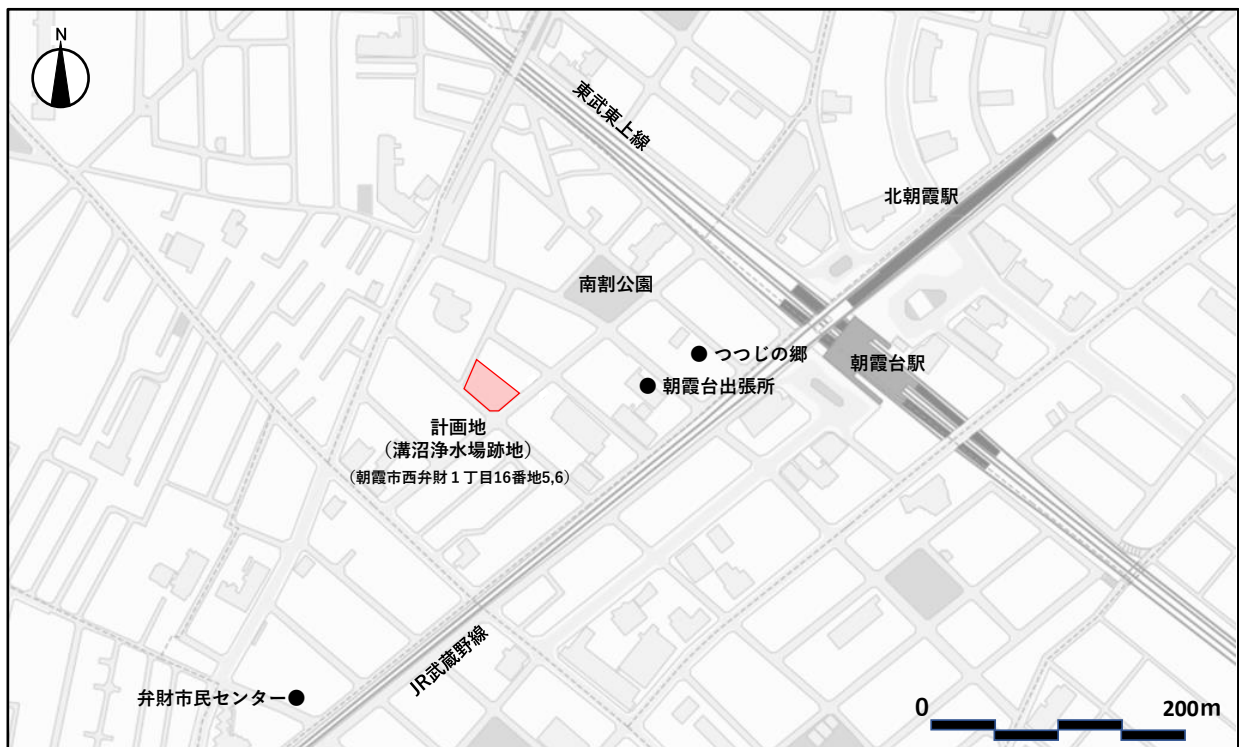 N
東武東上線
北朝霞駅
南割公園
つつじの郷
朝霞台駅
朝霞台出張所
計画地
（溝沼浄水場跡地）
（朝霞市西弁財１丁目16番地5,6）
JR武蔵野線
弁財市民センター
0
200m